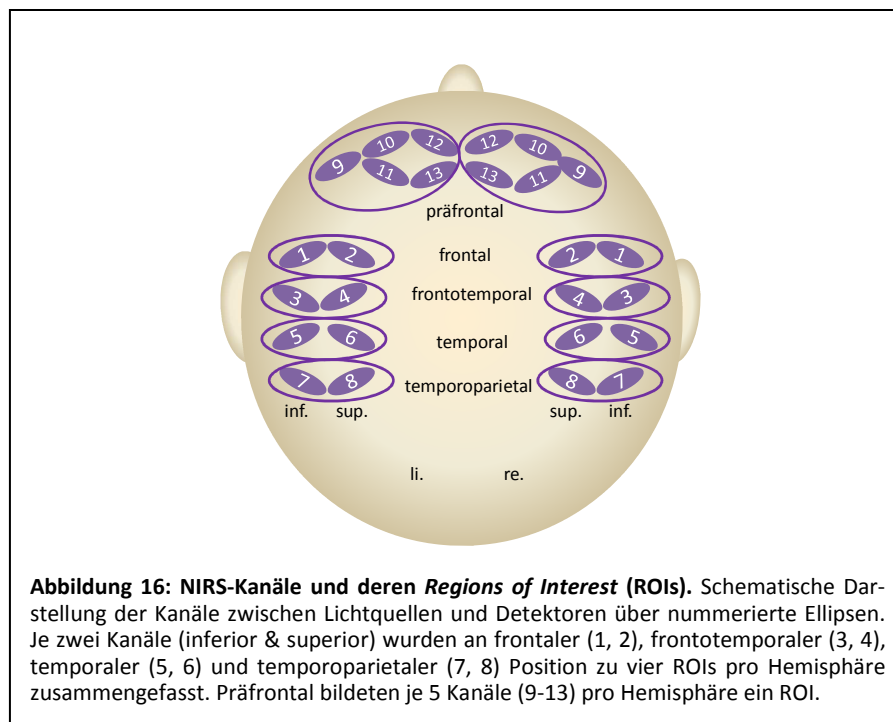 12 12
10 10
9 11 13 13 11 9
präfrontal
1 2 frontal 2 1
3 4 frontotemporal 4 3
5 6 temporal 6 5
7 8 temporoparietal 8 7
inf. sup. sup. inf.
li. re.
Abbildung 16: NIRS-Kanäle und deren Regions of Interest (ROIs). Schematische Dar-
stellung der Kanäle zwischen Lichtquellen und Detektoren über nummerierte Ellipsen.
Je zwei Kanäle (inferior & superior) wurden an frontaler (1, 2), frontotemporaler (3, 4),
temporaler (5, 6) und temporoparietaler (7, 8) Position zu vier ROIs pro Hemisphäre
zusammengefasst. Präfrontal bildeten je 5 Kanäle (9-13) pro Hemisphäre ein ROI.